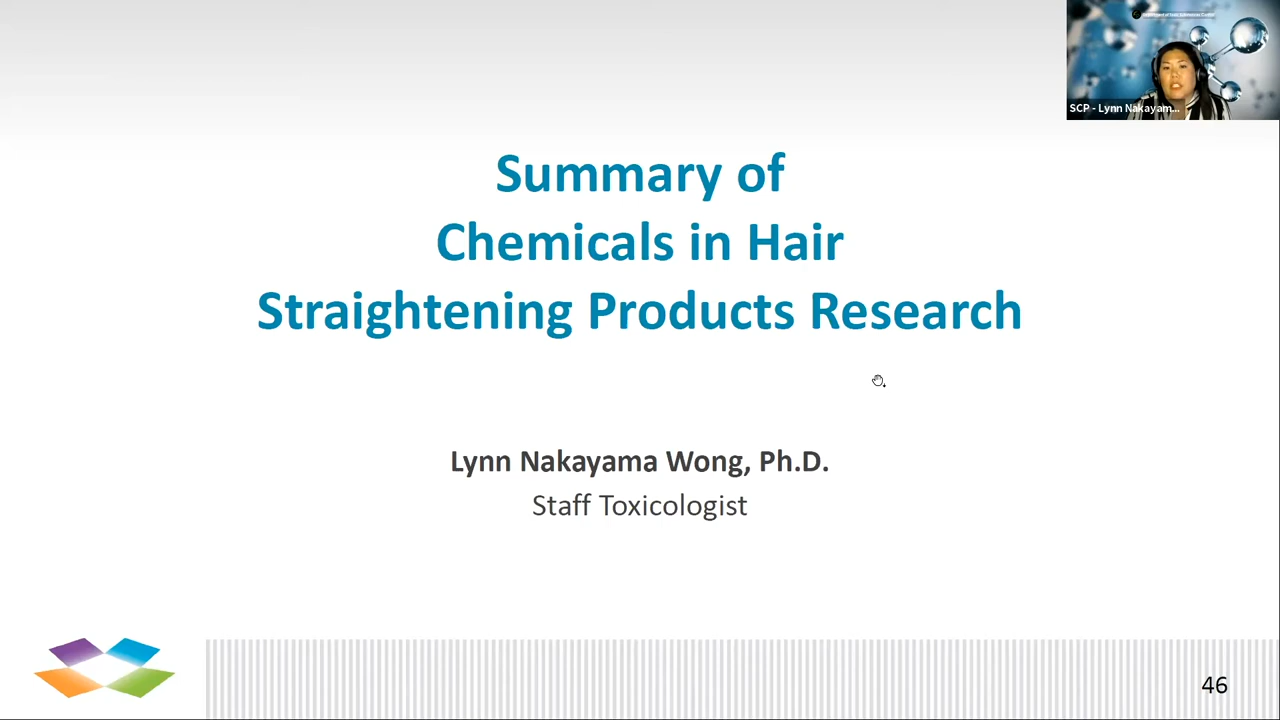 SCP - Lynn Nakayam...
Summary of
Chemicals in Hair
Straightening Products Research
Lynn Nakayama Wong, Ph.D.
Staff Toxicologist
46